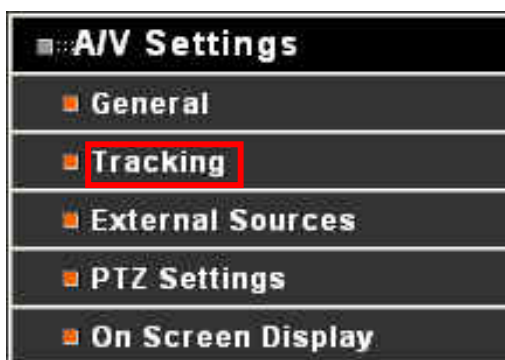 A/V Settings
General
Tracking
External Sources
PTZ Settings
On Screen Display